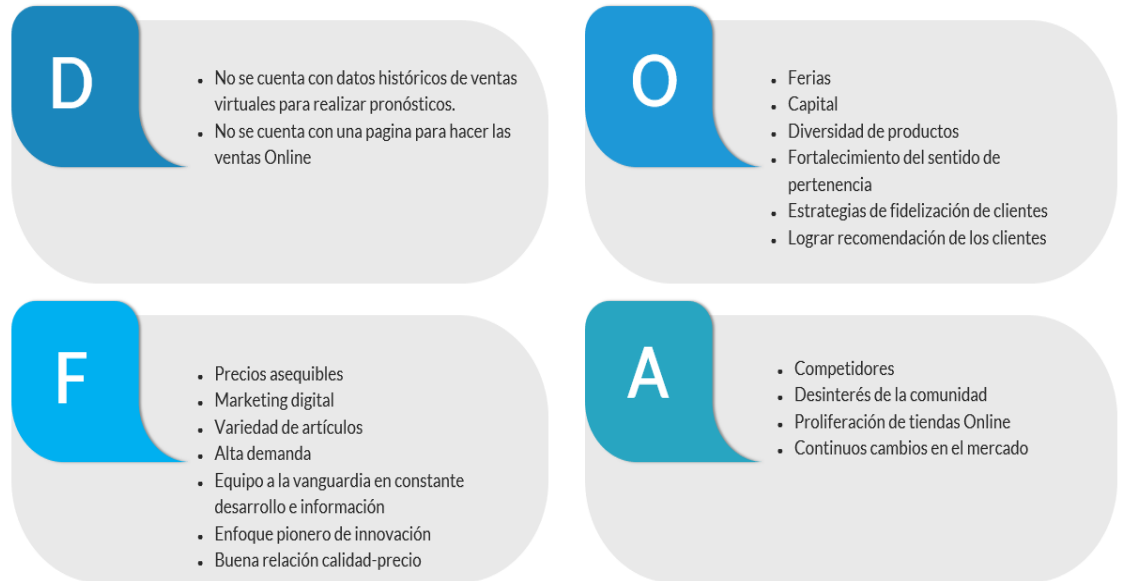 D
• No se cuenta con datos históricos de ventas
virtuales para realizar pronósticos.
• No se cuenta con una pagina para hacer las
ventas Online
O
• Ferias
• Capital
• Diversidad de productos
• Fortalecimiento del sentido de
pertenencia
• Estrategias de fidelización de clientes
• Lograr recomendación de los clientes
F
• Precios asequibles
• Marketing digital
• Variedad de artículos
• Alta demanda
• Equipo a la vanguardia en constante
desarrollo e información
• Enfoque pionero de innovación
• Buena relación calidad-precio
A
• Competidores
• Desinterés de la comunidad
• Proliferación de tiendas Online
• Continuos cambios en el mercado